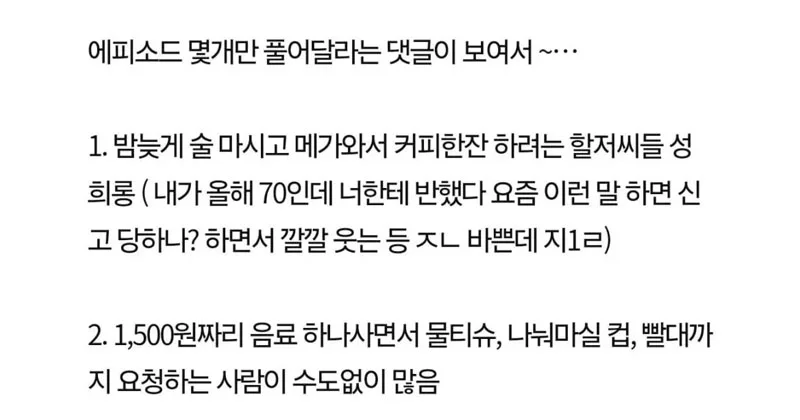 에피소드 몇개만 풀어달라는 댓글이 보여서 ~…
1. 밤늦게 술 마시고 메가와서 커피한잔 하려는 할저씨들 성
희롱 ( 내가 올해 70인데 너한테 반했다 요즘 이런 말 하면 신
고 당하나? 하면서 깔깔 웃는 등 ㅈㄴ 바쁜데 지1ㄹ)
2. 1,500원짜리 음료 하나사면서 물티슈, 나눠마실 컵, 빨대까
지 요청하는 사람이 수도없이 많음